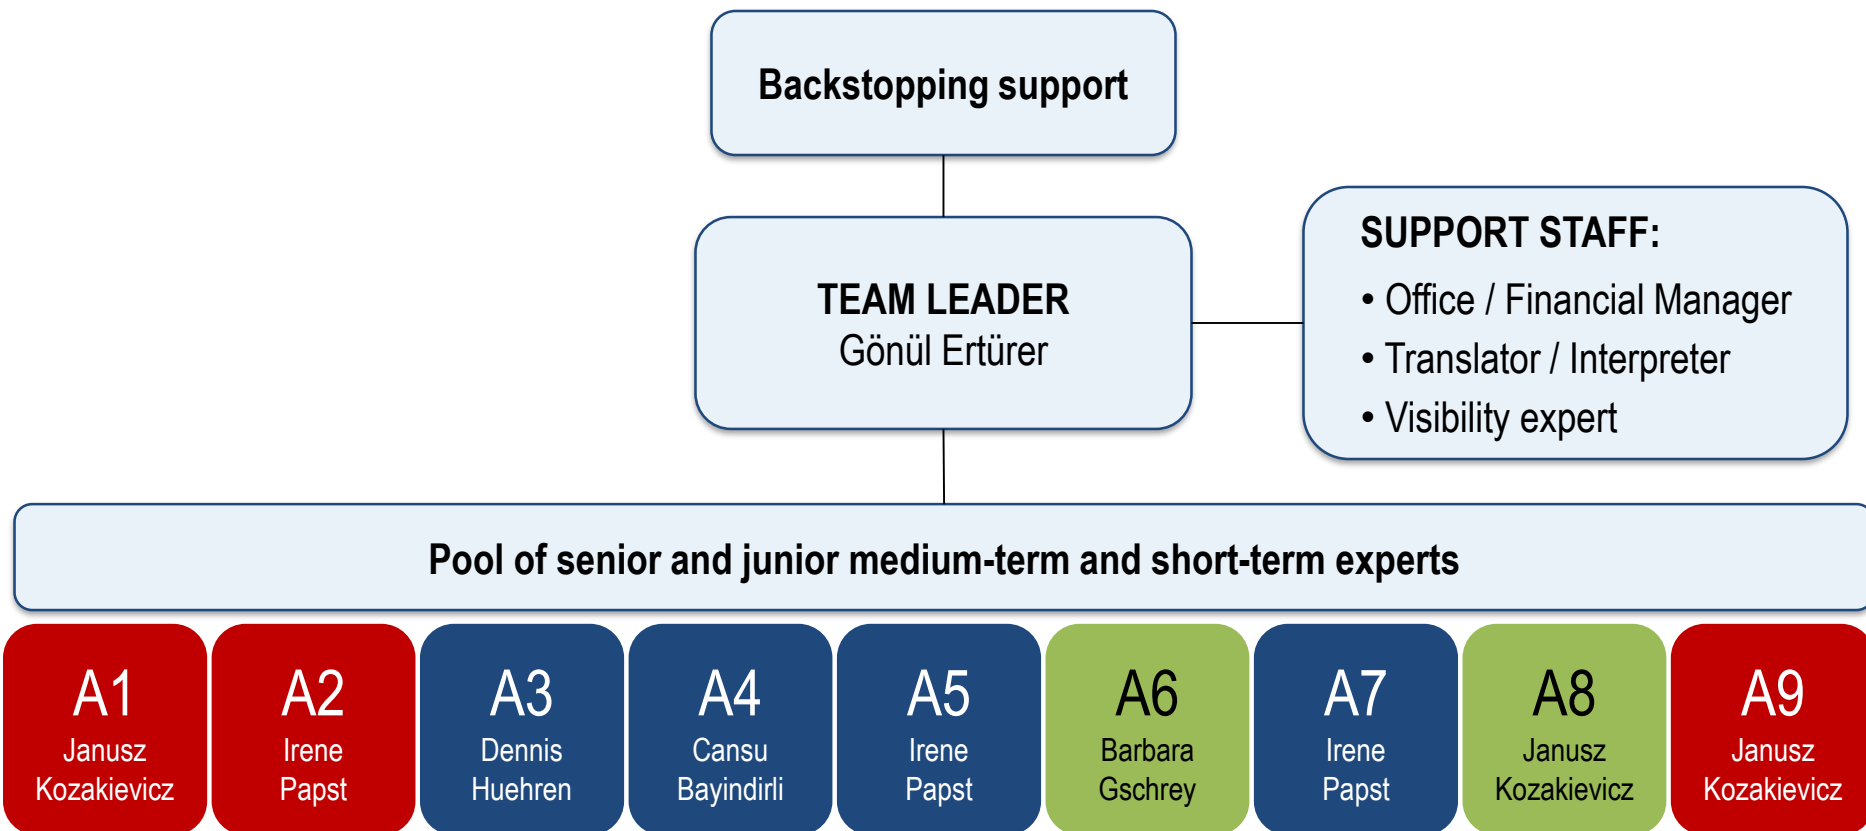 Backstopping support
TEAM LEADER
Gönül Ertürer
SUPPORT STAFF:
• Office / Financial Manager
• Translator / Interpreter
• Visibility expert
Pool of senior and junior medium-term and short-term experts
A1
Janusz
Kozakievicz
A2
Irene
Papst
A3
Dennis
Huehren
A4
Cansu
Bayindirli
A5
Irene
Papst
A6
Barbara
Gschrey
A7
Irene
Papst
A8
Janusz
Kozakievicz
A9
Janusz
Kozakievicz